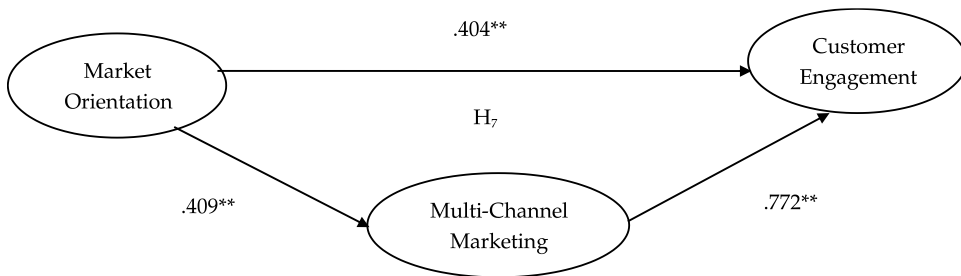 .404**
Customer
Engagement
Market
Orientation
H₇
.409**
.772**
Multi-Channel
Marketing